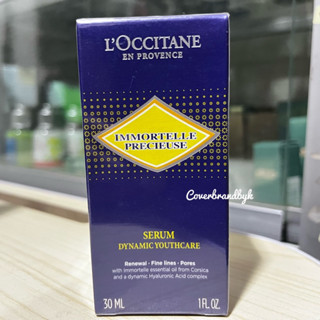 L'OCCITANE
EN PROVENCE
IMMORTELLE
PRECIEUSE
Coverbrandbyk
SERUM
DYNAMIC YOUTHCARE
Renewal - Fine lines - Pores
with immortelle essential oil from Corsica
and a dynamic Hyaluronic Acid complex
30 ML 1 FL. OZ.